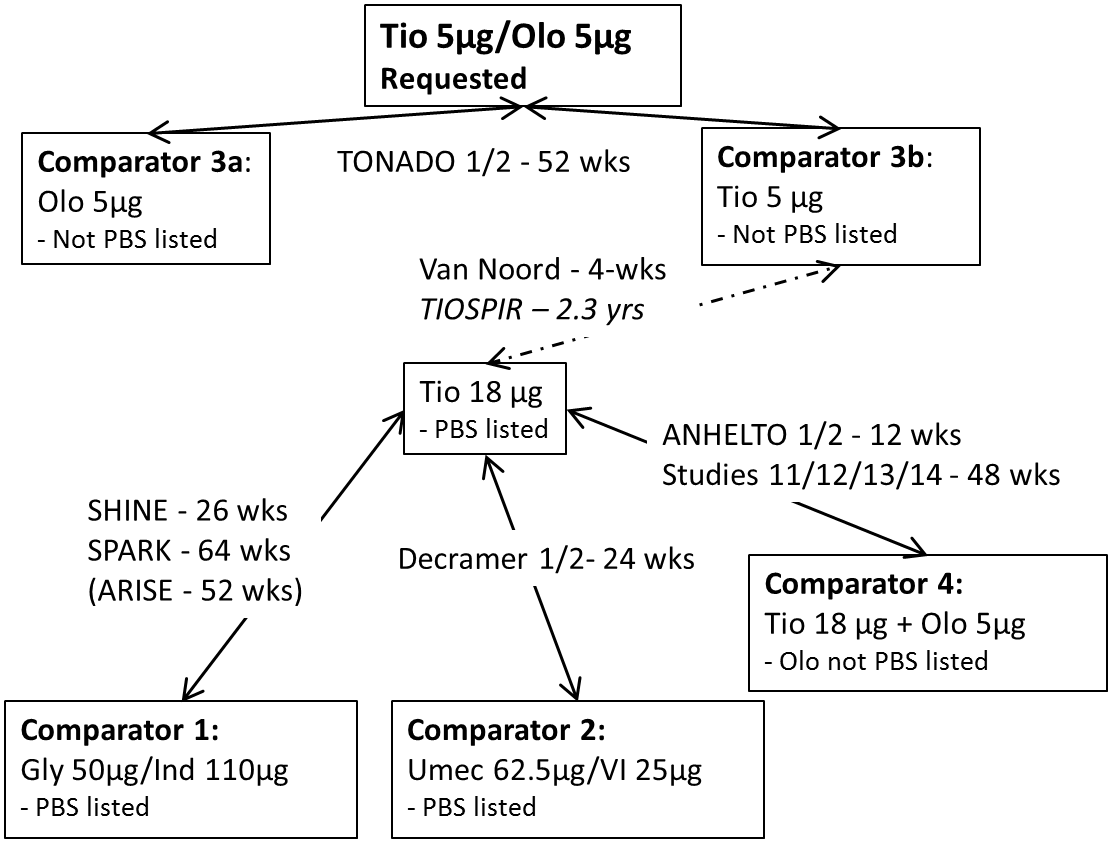 Tio 5µg/Olo 5µg
Requested
Comparator 3a:
Olo 5µg
- Not PBS listed
TONADO 1/2 - 52 wks
Comparator 3b:
Tio 5 µg
- Not PBS listed
Van Noord - 4-wks
TIOSPIR – 2.3 yrs
Tio 18 µg
- PBS listed
ANHELTO 1/2 - 12 wks
Studies 11/12/13/14 - 48 wks
SHINE - 26 wks
SPARK - 64 wks
(ARISE - 52 wks)
Decramer 1/2- 24 wks
Comparator 4:
Tio 18 µg + Olo 5µg
- Olo not PBS listed
Comparator 1:
Gly 50µg/Ind 110µg
- PBS listed
Comparator 2:
Umec 62.5µg/VI 25µg
- PBS listed